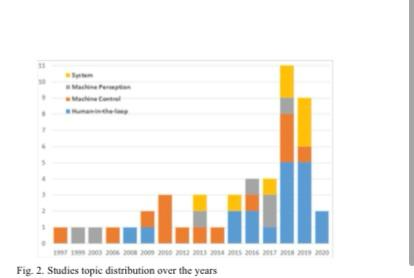 11
10
9
8
7
6
5
4
3
2
1
0
System
Machine Perception
Machine Control
Human-in-the-loop
1997 1999 2003 2006 2008 2009 2010 2012 2013 2014 2015 2016 2017 2018 2019 2020
Fig. 2. Studies topic distribution over the years